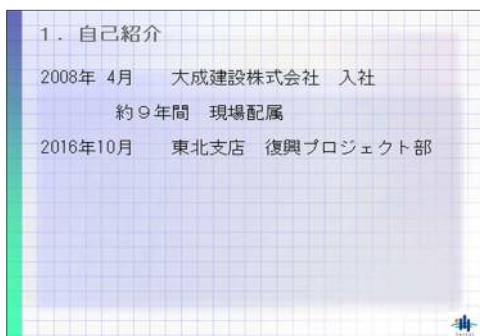 1．自己紹介
2008年 4月　　大成建設株式会社　入社
約９年間　現場配属
2016年10月　　東北支店　復興プロジェクト部